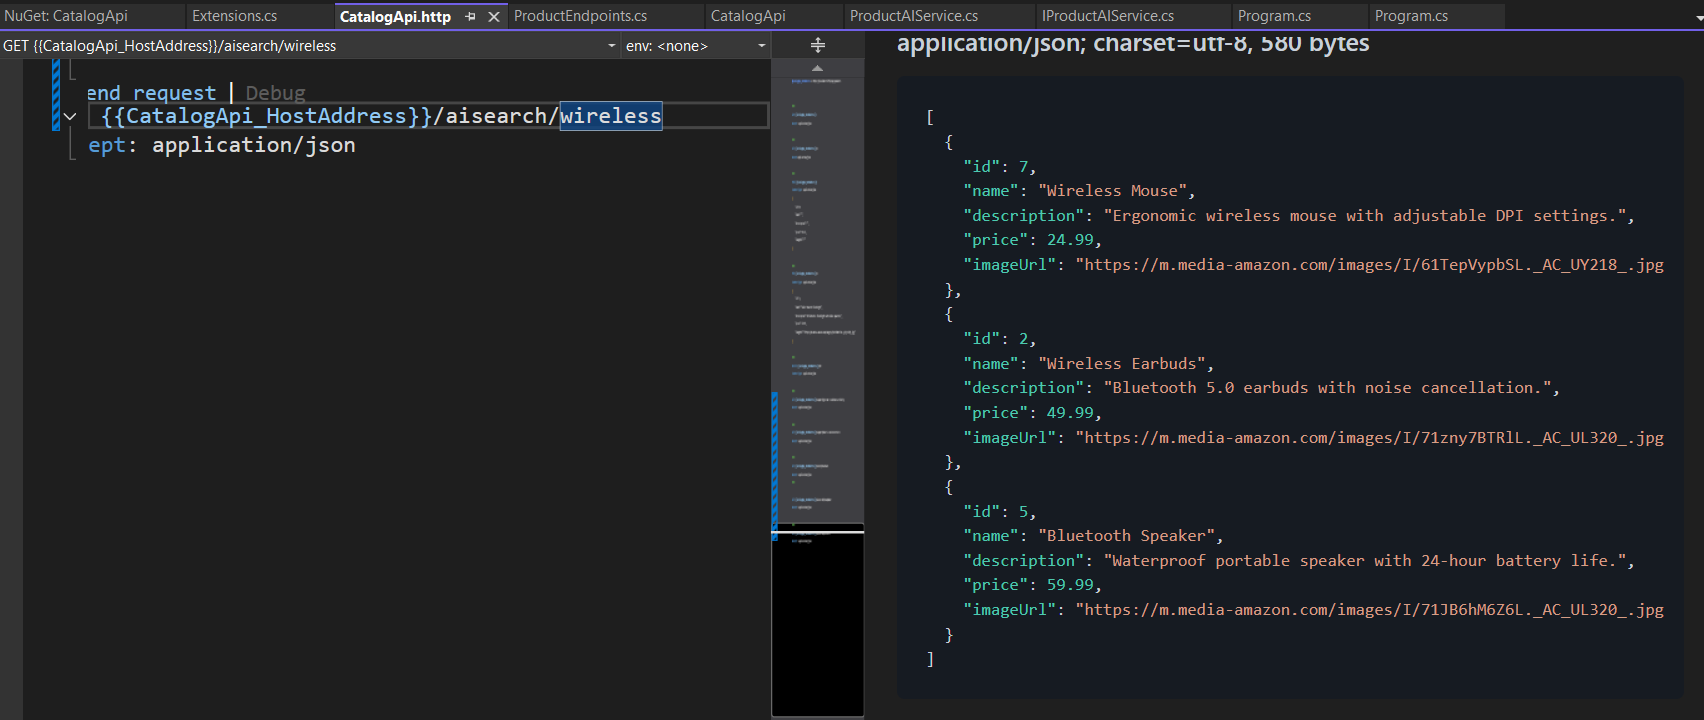 NuGet: CatalogApi
Extensions.cs
CatalogApi.http
ProductEndpoints.cs
CatalogApi
ProductAIService.cs
IProductAIService.cs
Program.cs
Program.cs
GET {{CatalogApi_HostAddress}}/aisearch/wireless
env: <none>
end request | Debug
{{CatalogApi_HostAddress}}/aisearch/wireless
ept: application/json
application/json; charset=utf-8, 580 bytes
[
{
"id": 7,
"name": "Wireless Mouse",
"description": "Ergonomic wireless mouse with adjustable DPI settings.",
"price": 24.99,
"imageUrl": "https://m.media-amazon.com/images/I/61TepVypbSL._AC_UY218_.jpg
},
{
"id": 2,
"name": "Wireless Earbuds",
"description": "Bluetooth 5.0 earbuds with noise cancellation.",
"price": 49.99,
"imageUrl": "https://m.media-amazon.com/images/I/71zny7BTRlL._AC_UL320_.jpg
},
{
"id": 5,
"name": "Bluetooth Speaker",
"description": "Waterproof portable speaker with 24-hour battery life.",
"price": 59.99,
"imageUrl": "https://m.media-amazon.com/images/I/71JB6hM6Z6L._AC_UL320_.jpg
}
]